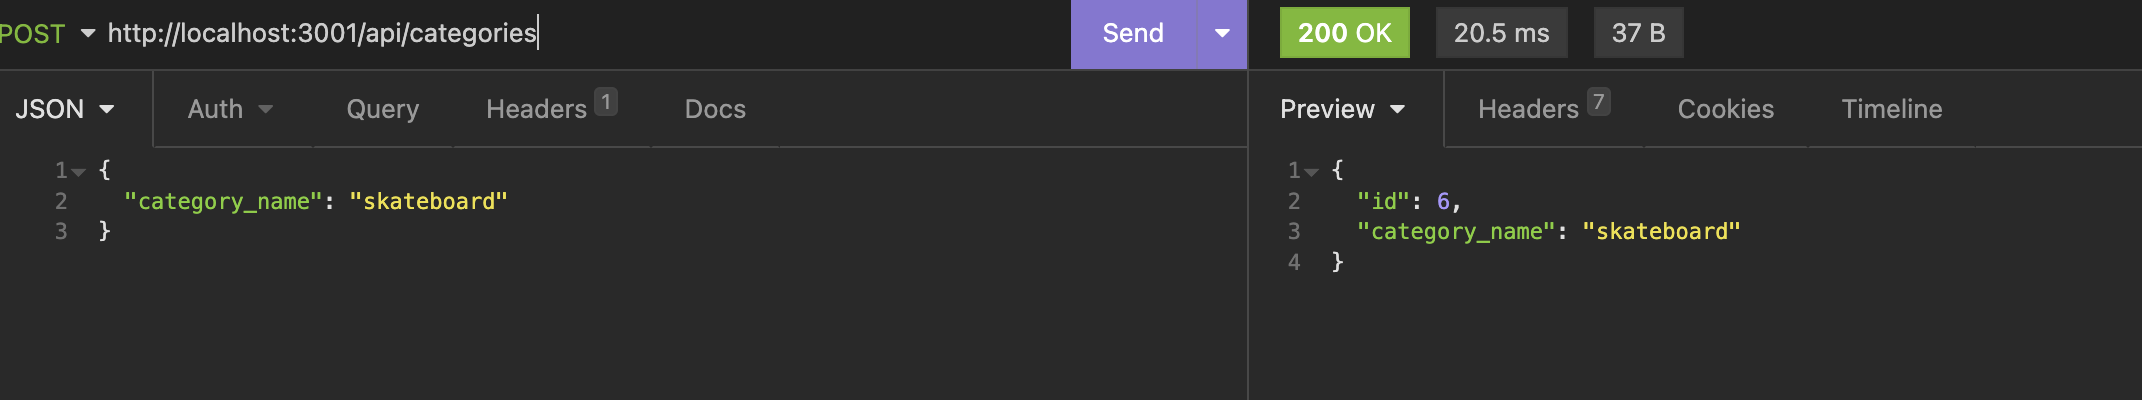 POST http://localhost:3001/api/categories Send 200 OK 20.5 ms 37 B
JSON Auth Query Headers 1 Docs Preview Headers 7 Cookies Timeline
1 {
2 "category_name": "skateboard"
3 }
1 {
2 "id": 6,
3 "category_name": "skateboard"
4 }